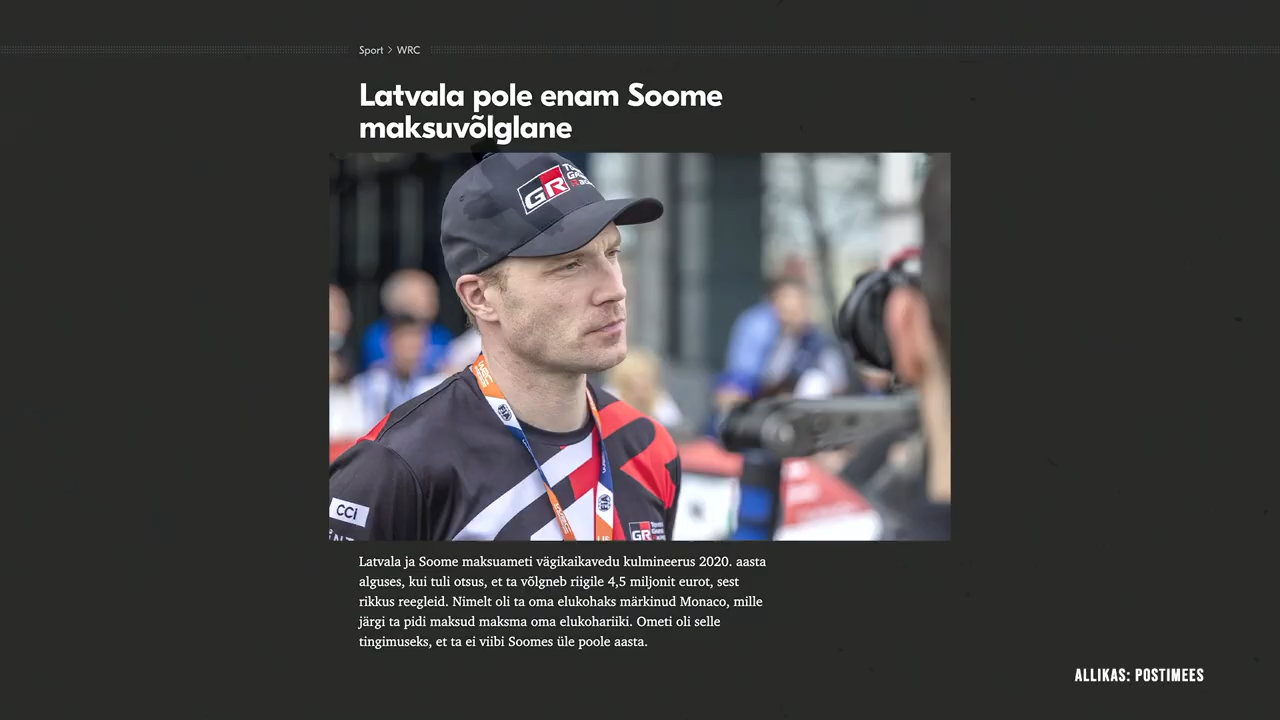 Sport > WRC
Latvala pole enam Soome
maksuvõlglane
GR
CCi
GR
Latvala ja Soome maksuameti vägikaikavedu kulmineerus 2020. aasta
alguses, kui tuli otsus, et ta võlgneb riigile 4,5 miljonit eurot, sest
rikkus reegleid. Nimelt oli ta oma elukohaks märkinud Monaco, mille
järgi ta pidi maksud maksma oma elukohariiki. Ometi oli selle
tingimuseks, et ta ei viibi Soomes üle poole aasta.
ALLIKAS: POSTIMEES